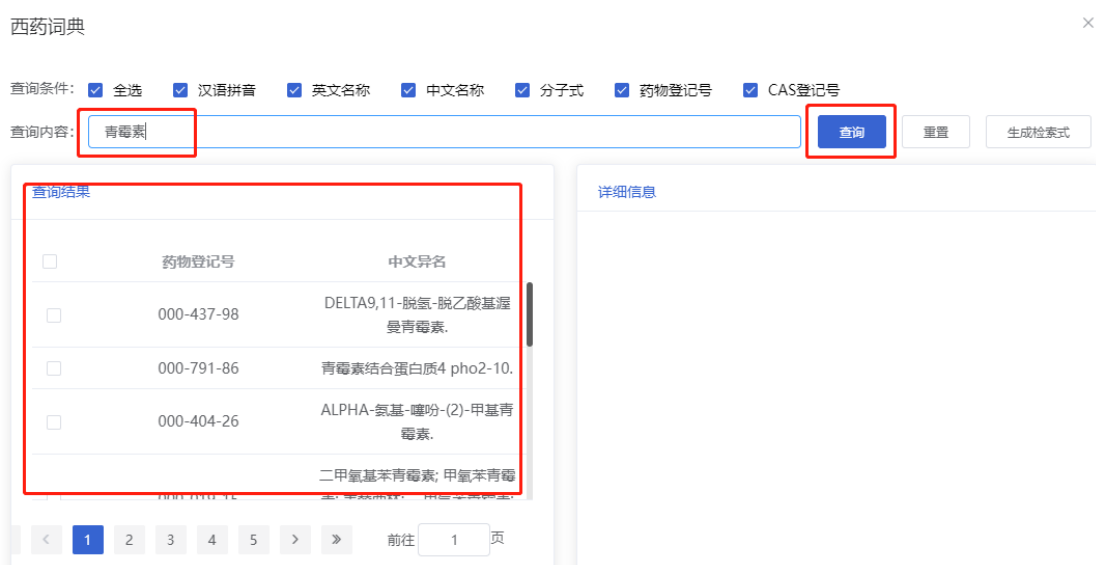 西药词典
查询条件: 全选 汉语拼音 英文名称 中文名称 分子式 药物登记号 CAS登记号
查询内容: 青霉素 查询 重置 生成检索式
查询结果
详细信息
药物登记号 中文异名
000-437-98 DELTA9,11-脱氢-脱乙酸基渥
曼青霉素.
000-791-86 青霉素结合蛋白质4 pho2-10.
000-404-26 ALPHA-氨基-噻吩-(2)-甲基青
霉素.
二甲氧基苯青霉素; 甲氧苯青霉
1 2 3 4 5 前往 1 页